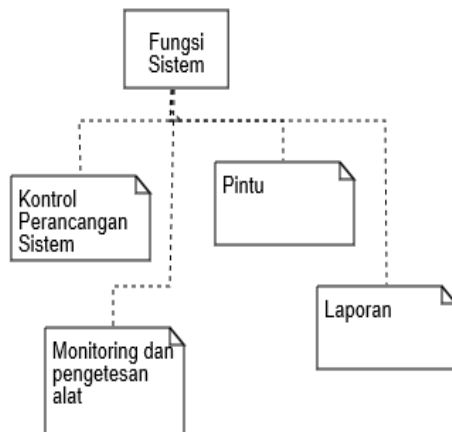 Fungsi
Sistem
Kontrol
Perancangan
Sistem
Pintu
Monitoring dan
pengetesan
alat
Laporan